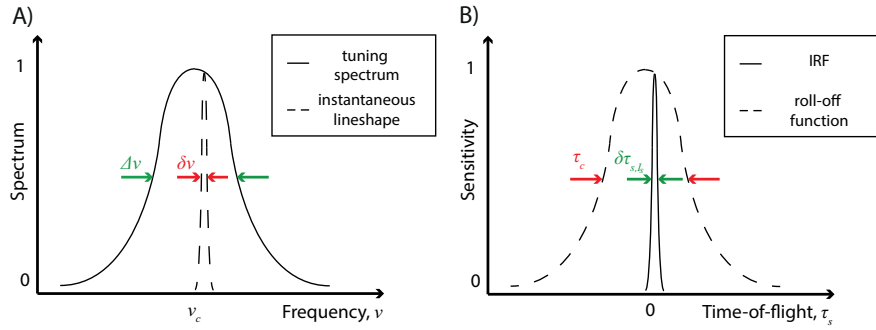 A)
1
Spectrum
0
tuning
spectrum
instantaneous
lineshape
Δν
δν
ν_c
Frequency, ν
B)
1
Sensitivity
0
IRF
roll-off
function
τ_c
δτ_s,l_s
0
Time-of-flight, τ_s